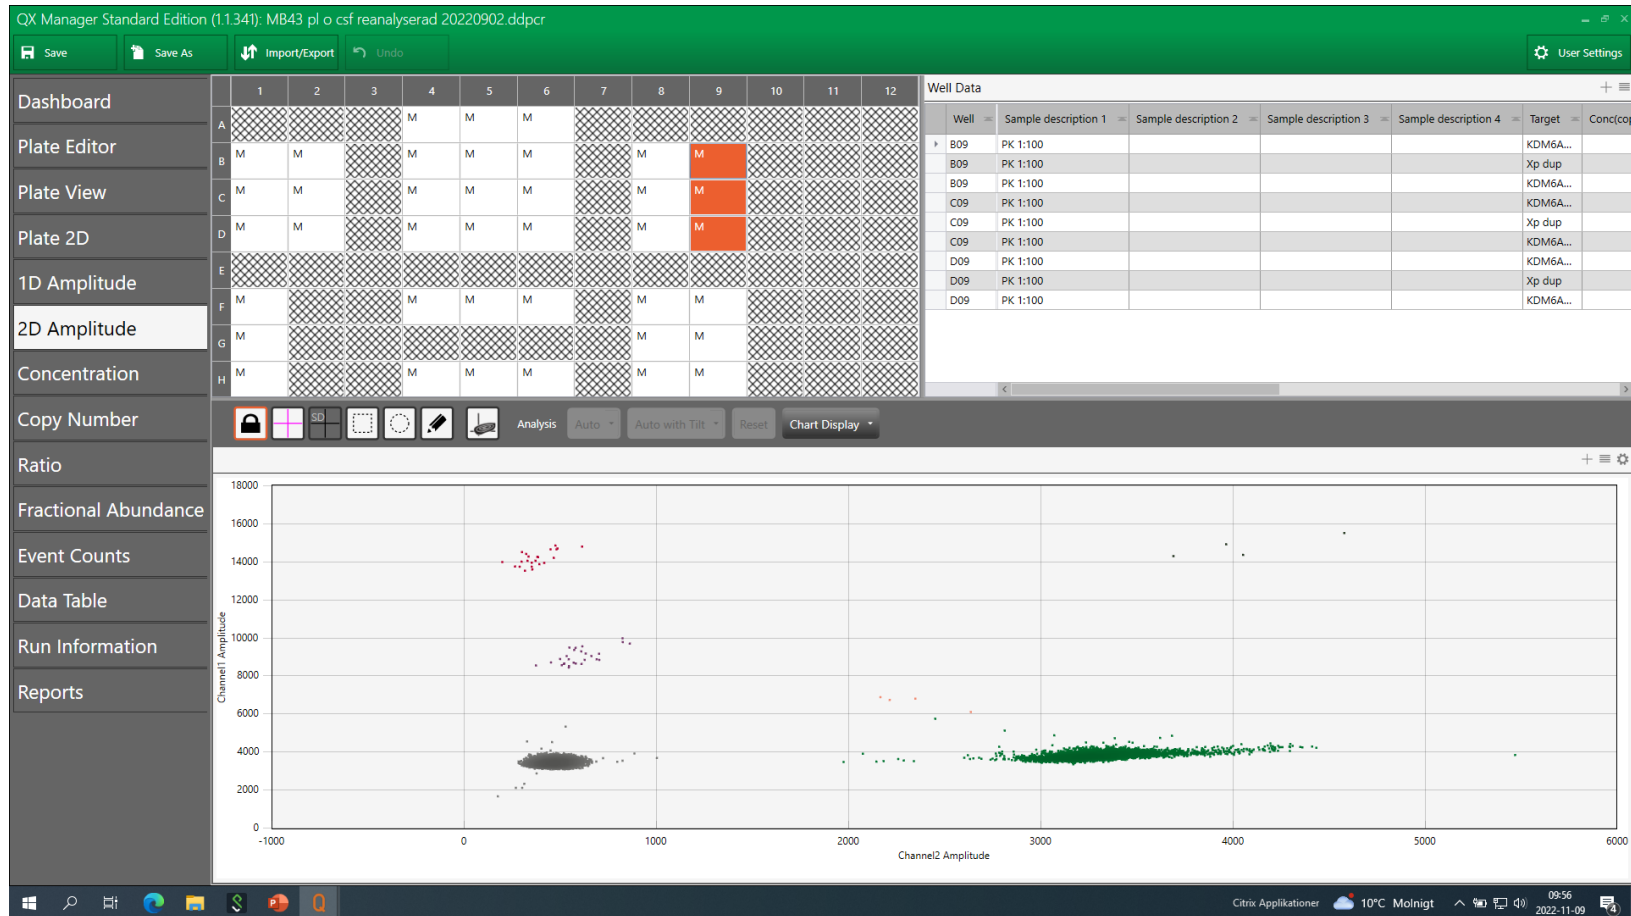 QX Manager Standard Edition (1.1.341): MB43 pl o csf reanalyserad 20220902.ddpcr
Save Save As Import/Export Undo User Settings
Dashboard
Plate Editor
Plate View
Plate 2D
1D Amplitude
2D Amplitude
Concentration
Copy Number
Ratio
Fractional Abundance
Event Counts
Data Table
Run Information
Reports
1 2 3 4 5 6 7 8 9 10 11 12
A M M M
B M M M M M M M
C M M M M M M M
D M M M M M M M
E
F M M M M M M
G M M M
H M M M M M M
Well Data
Well Sample description 1 Sample description 2 Sample description 3 Sample description 4 Target Conc(cop
B09 PK 1:100 KDM6A...
B09 PK 1:100 Xp dup
B09 PK 1:100 KDM6A...
C09 PK 1:100 KDM6A...
C09 PK 1:100 Xp dup
C09 PK 1:100 KDM6A...
D09 PK 1:100 KDM6A...
D09 PK 1:100 Xp dup
D09 PK 1:100 KDM6A...
SD Analysis Auto Auto with Tilt Reset Chart Display
18000
16000
14000
12000
10000
8000
6000
4000
2000
0
Channel1 Amplitude
-1000 0 1000 2000 3000 4000 5000 6000
Channel2 Amplitude
Citrix Applikationer 10°C Molnigt 09:56
2022-11-09 4